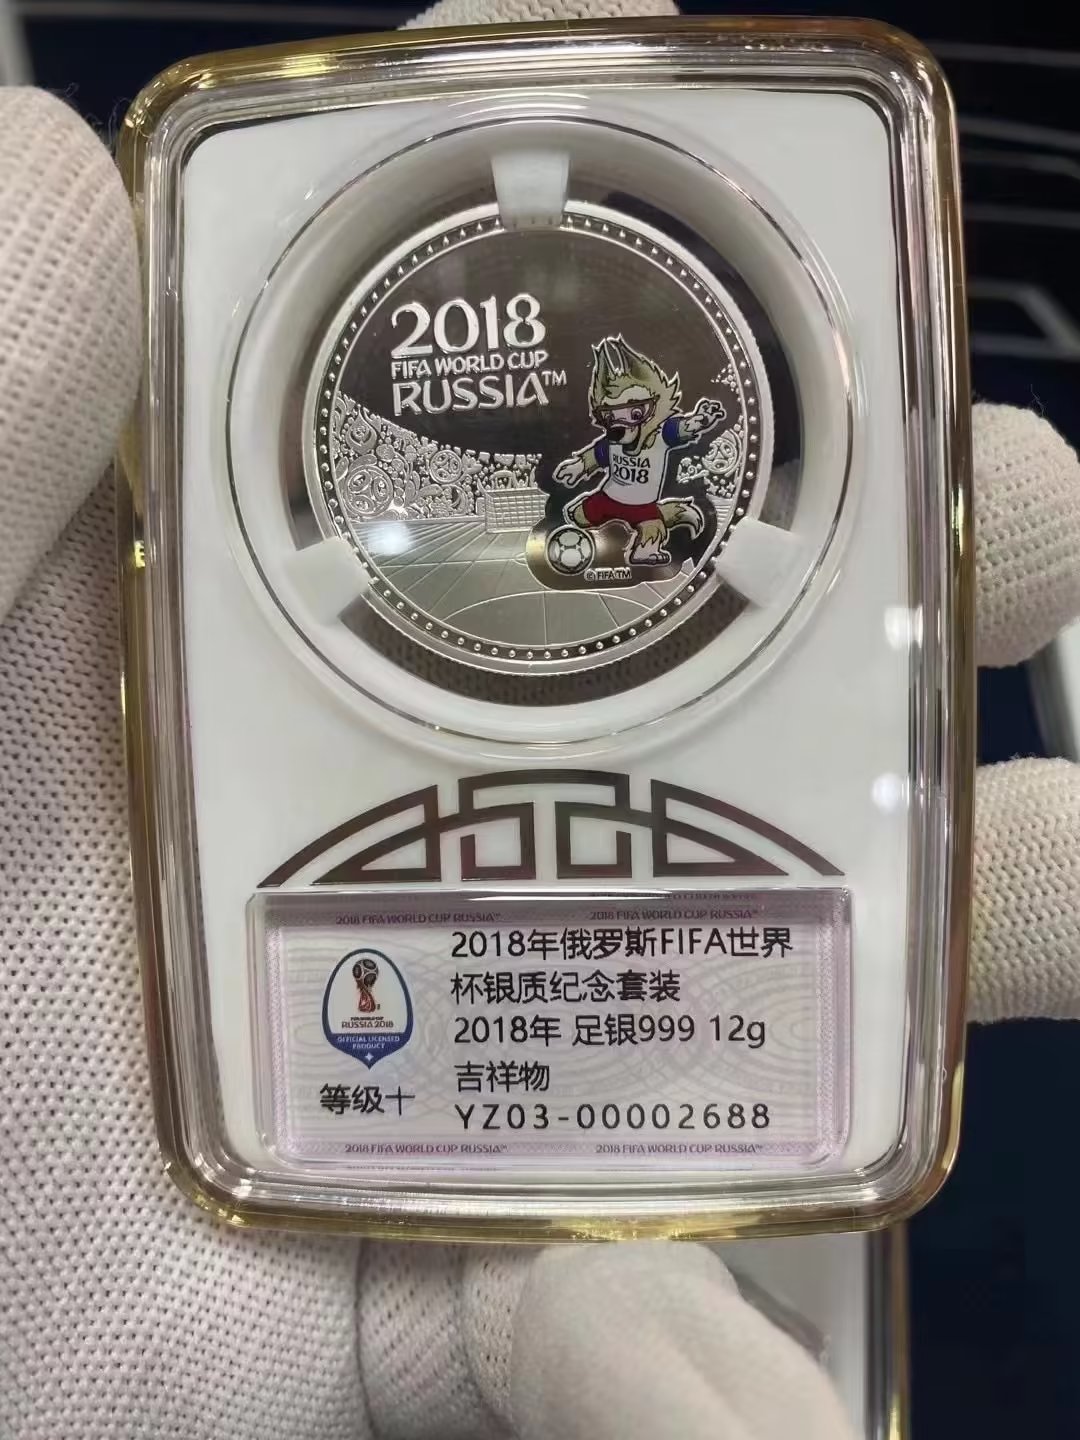 2018
FIFA WORLD CUP
RUSSIA™
RUSSIA
2018
© FIFA TM
2018 FIFA WORLD CUP RUSSIA™ 2018 FIFA WORLD CUP RUSSIA™
2018年俄罗斯FIFA世界
杯银质纪念套装
2018年 足银999 12g
吉祥物
YZ03-00002688
RUSSIA 2018
OFFICIAL LICENSED
PRODUCT
等级十
2018 FIFA WORLD CUP RUSSIA™ 2018 FIFA WORLD CUP RUSSIA™